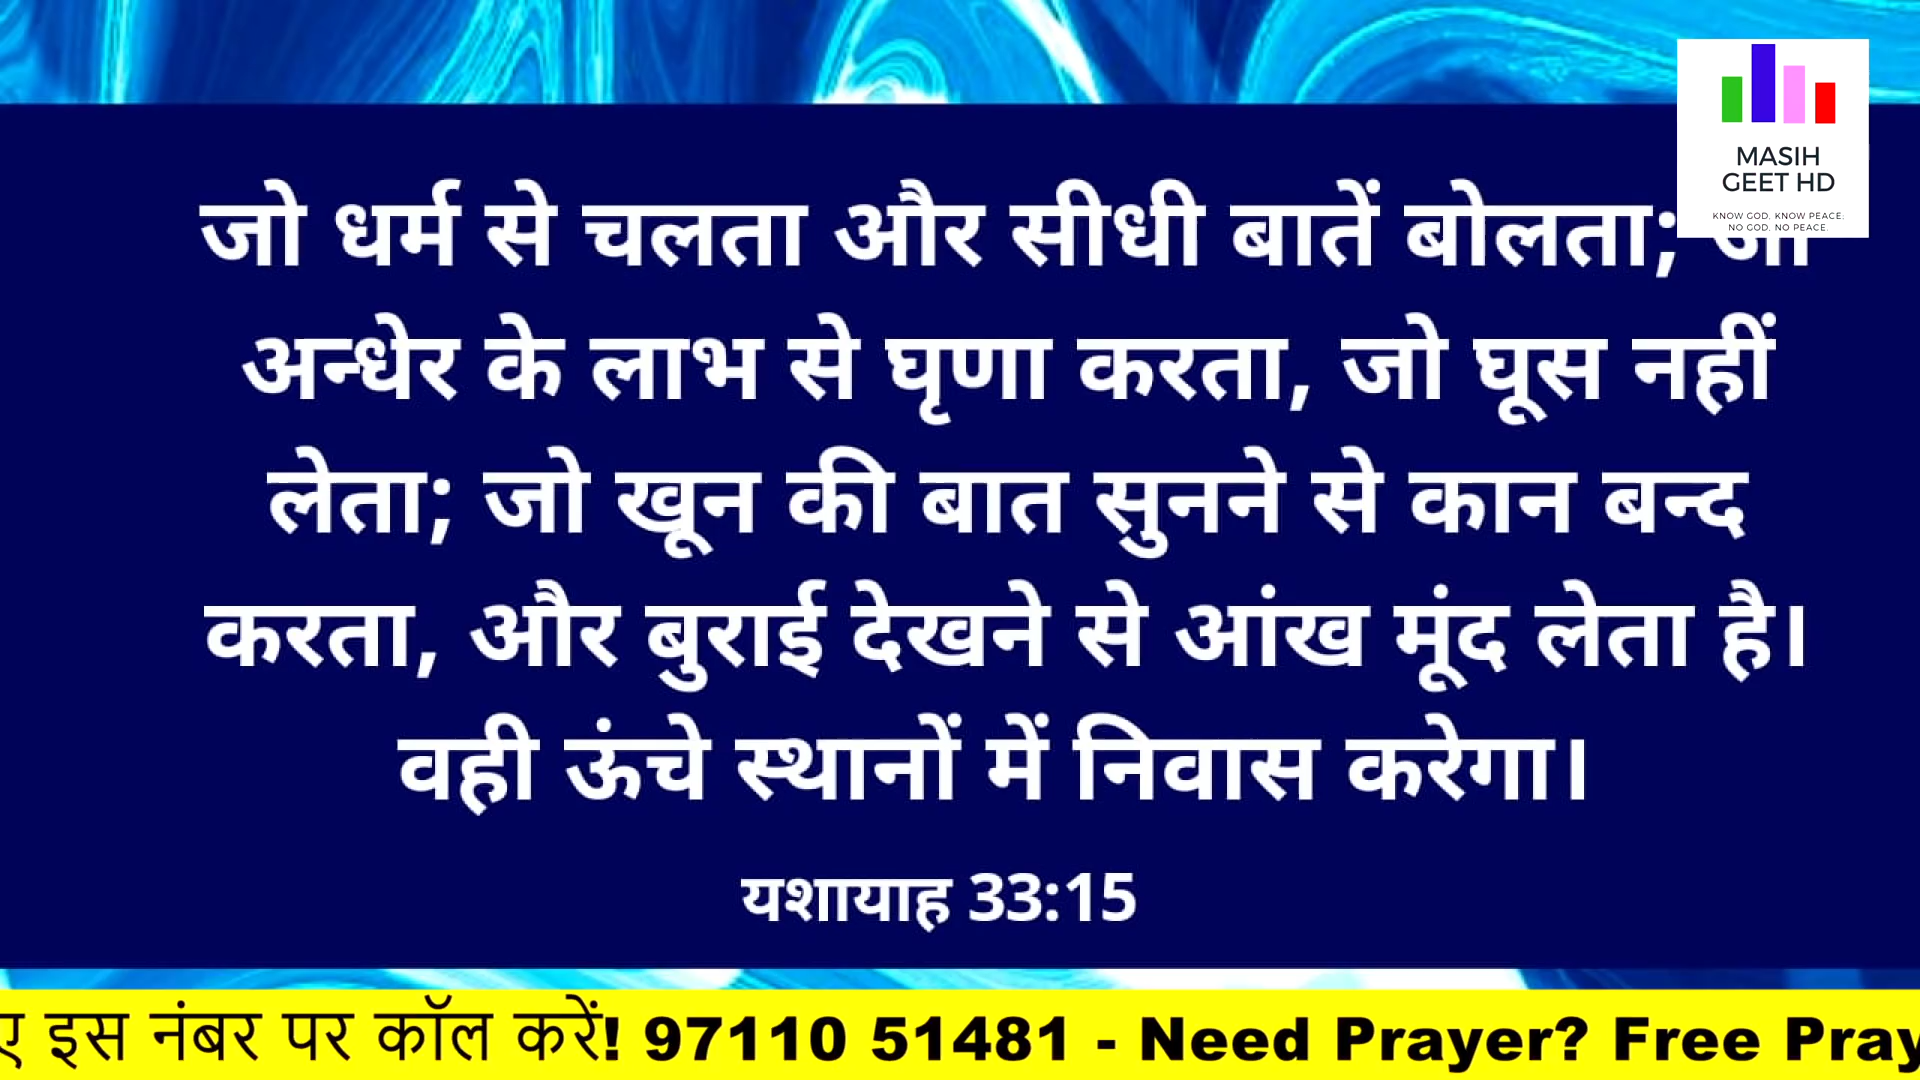 MASIH
GEET HD
KNOW GOD. KNOW PEACE.
NO GOD. NO PEACE.
जो धर्म से चलता और सीधी बातें बोलता;
अन्धेर के लाभ से घृणा करता, जो घूस नहीं
लेता; जो खून की बात सुनने से कान बन्द
करता, और बुराई देखने से आंख मूंद लेता है।
वही ऊंचे स्थानों में निवास करेगा।
यशायाह 33:15
इस नंबर पर कॉल करें! 97110 51481 - Need Prayer? Free